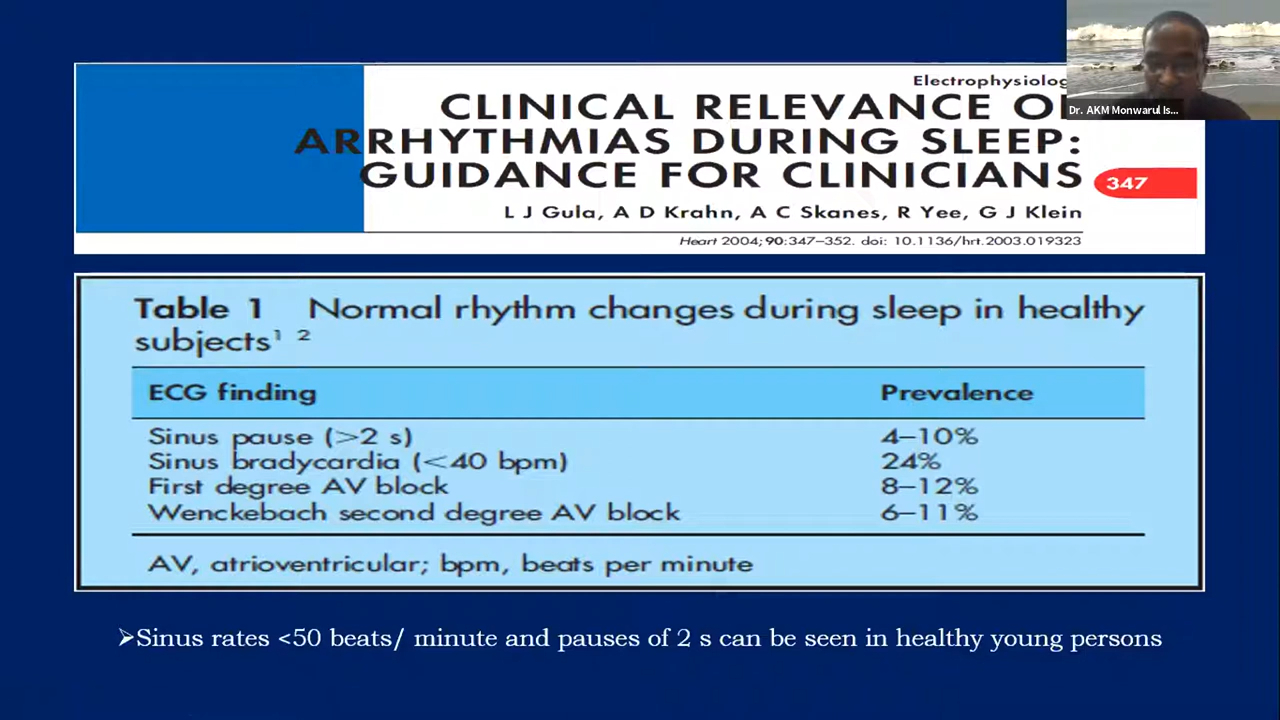 Electrophysiolog
CLINICAL RELEVANCE O
ARRHYTHMIAS DURING SLEEP:
GUIDANCE FOR CLINICIANS
347
L J Gula, A D Krahn, A C Skanes, R Yee, G J Klein
Heart 2004;90:347–352. doi: 10.1136/hrt.2003.019323
Dr. AKM Monwarul Is...
Table 1 Normal rhythm changes during sleep in healthy
subjects¹ ²
ECG finding Prevalence
Sinus pause (>2 s) 4–10%
Sinus bradycardia (<40 bpm) 24%
First degree AV block 8–12%
Wenckebach second degree AV block 6–11%
AV, atrioventricular; bpm, beats per minute
➢Sinus rates <50 beats/ minute and pauses of 2 s can be seen in healthy young persons